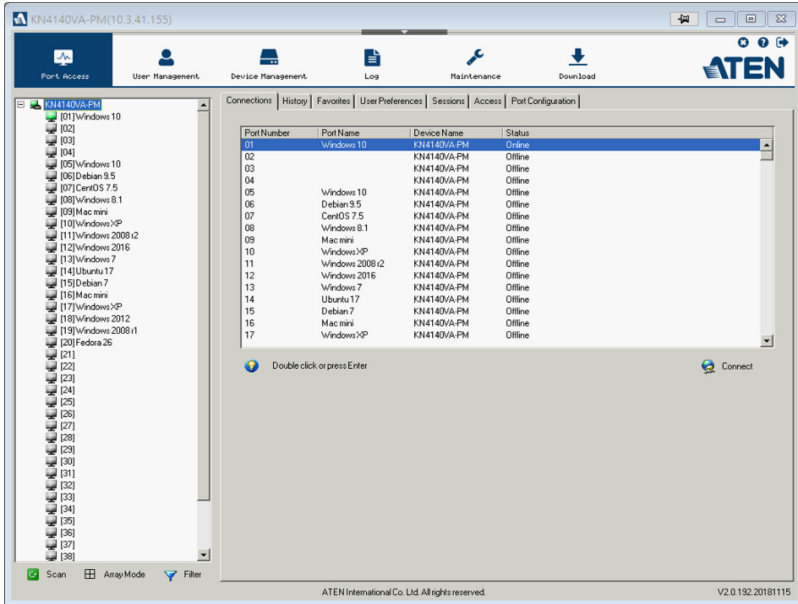 KN4140VA-PM(10.3.41.155)
Port Access
User Management
Device Management
Log
Maintenance
Download
ATEN
KN4140VA-PM
[01]Windows 10
[02]
[03]
[04]
[05]Windows 10
[06]Debian 9.5
[07]CentOS 7.5
[08]Windows 8.1
[09]Mac mini
[10]Windows XP
[11]Windows 2008 r2
[12]Windows 2016
[13]Windows 7
[14]Ubuntu 17
[15]Debian 7
[16]Mac mini
[17]Windows XP
[18]Windows 2012
[19]Windows 2008 r1
[20]Fedora 26
[21]
[22]
[23]
[24]
[25]
[26]
[27]
[28]
[29]
[30]
[31]
[32]
[33]
[34]
[35]
[36]
[37]
[38]
Scan
Array Mode
Filter
Connections History Favorites User Preferences Sessions Access Port Configuration
Port Number Port Name Device Name Status
01 Windows 10 KN4140VA-PM Online
02 KN4140VA-PM Offline
03 KN4140VA-PM Offline
04 KN4140VA-PM Offline
05 Windows 10 KN4140VA-PM Offline
06 Debian 9.5 KN4140VA-PM Offline
07 CentOS 7.5 KN4140VA-PM Offline
08 Windows 8.1 KN4140VA-PM Offline
09 Mac mini KN4140VA-PM Offline
10 Windows XP KN4140VA-PM Offline
11 Windows 2008 r2 KN4140VA-PM Offline
12 Windows 2016 KN4140VA-PM Offline
13 Windows 7 KN4140VA-PM Offline
14 Ubuntu 17 KN4140VA-PM Offline
15 Debian 7 KN4140VA-PM Offline
16 Mac mini KN4140VA-PM Offline
17 Windows XP KN4140VA-PM Offline
Double click or press Enter
Connect
ATEN International Co. Ltd. All rights reserved.
V2.0.192.20181115